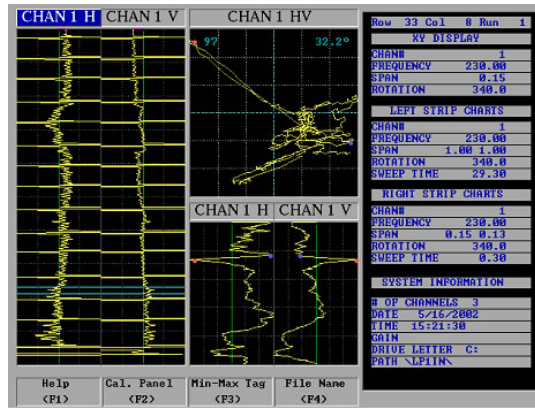 CHAN 1 H CHAN 1 V CHAN 1 HV
97 32.2°
CHAN 1 H CHAN 1 V
Row 33 Col 8 Run 1
XY DISPLAY
CHAN# 1
FREQUENCY 230.00
SPAN 0.15
ROTATION 340.0
LEFT STRIP CHARTS
CHAN# 1
FREQUENCY 230.00
SPAN 1.00 1.00
ROTATION 340.0
SWEEP TIME 29.30
RIGHT STRIP CHARTS
CHAN# 1
FREQUENCY 230.00
SPAN 0.15 0.13
ROTATION 340.0
SWEEP TIME 0.30
SYSTEM INFORMATION
# OF CHANNELS 3
DATE 5/16/2002
TIME 15:21:30
GAIN
DRIVE LETTER C:
PATH \LP1IN\
Help Cal. Panel Min-Max Tag File Name
(F1) (F2) (F3) (F4)